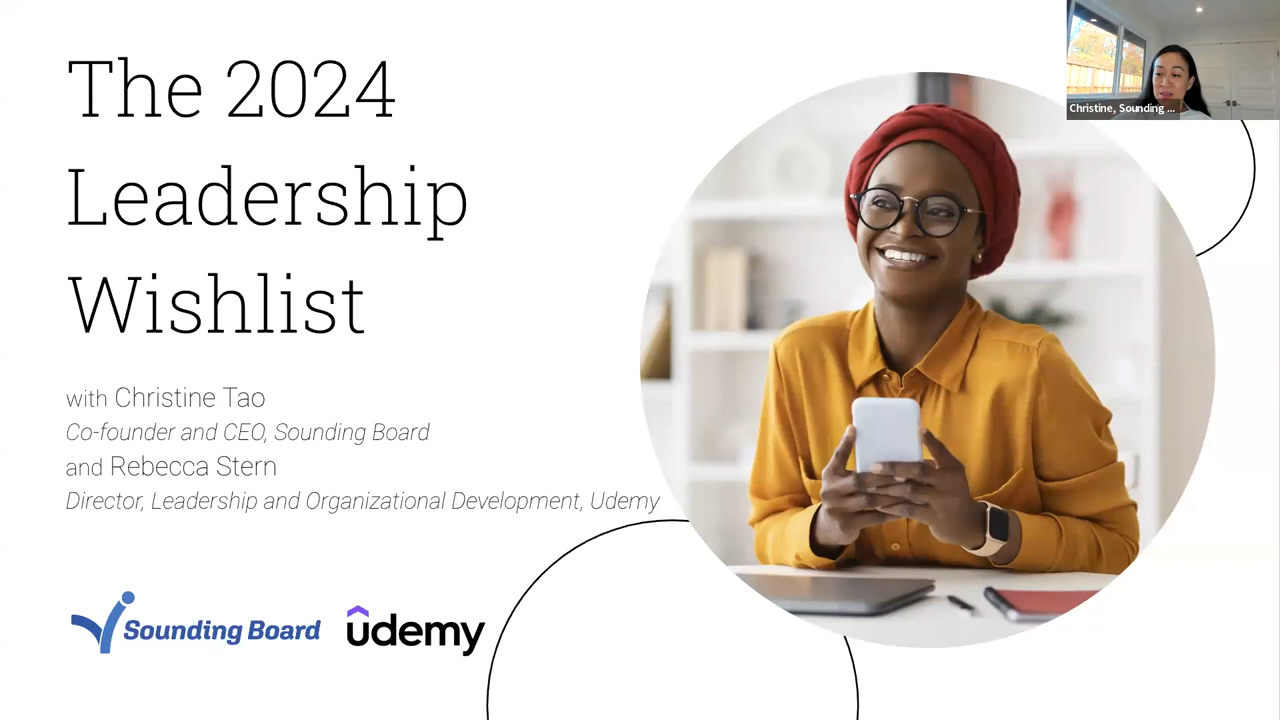 The 2024
Leadership
Wishlist
with Christine Tao
Co-founder and CEO, Sounding Board
and Rebecca Stern
Director, Leadership and Organizational Development, Udemy
Sounding Board
udemy
Christine, Sounding ...